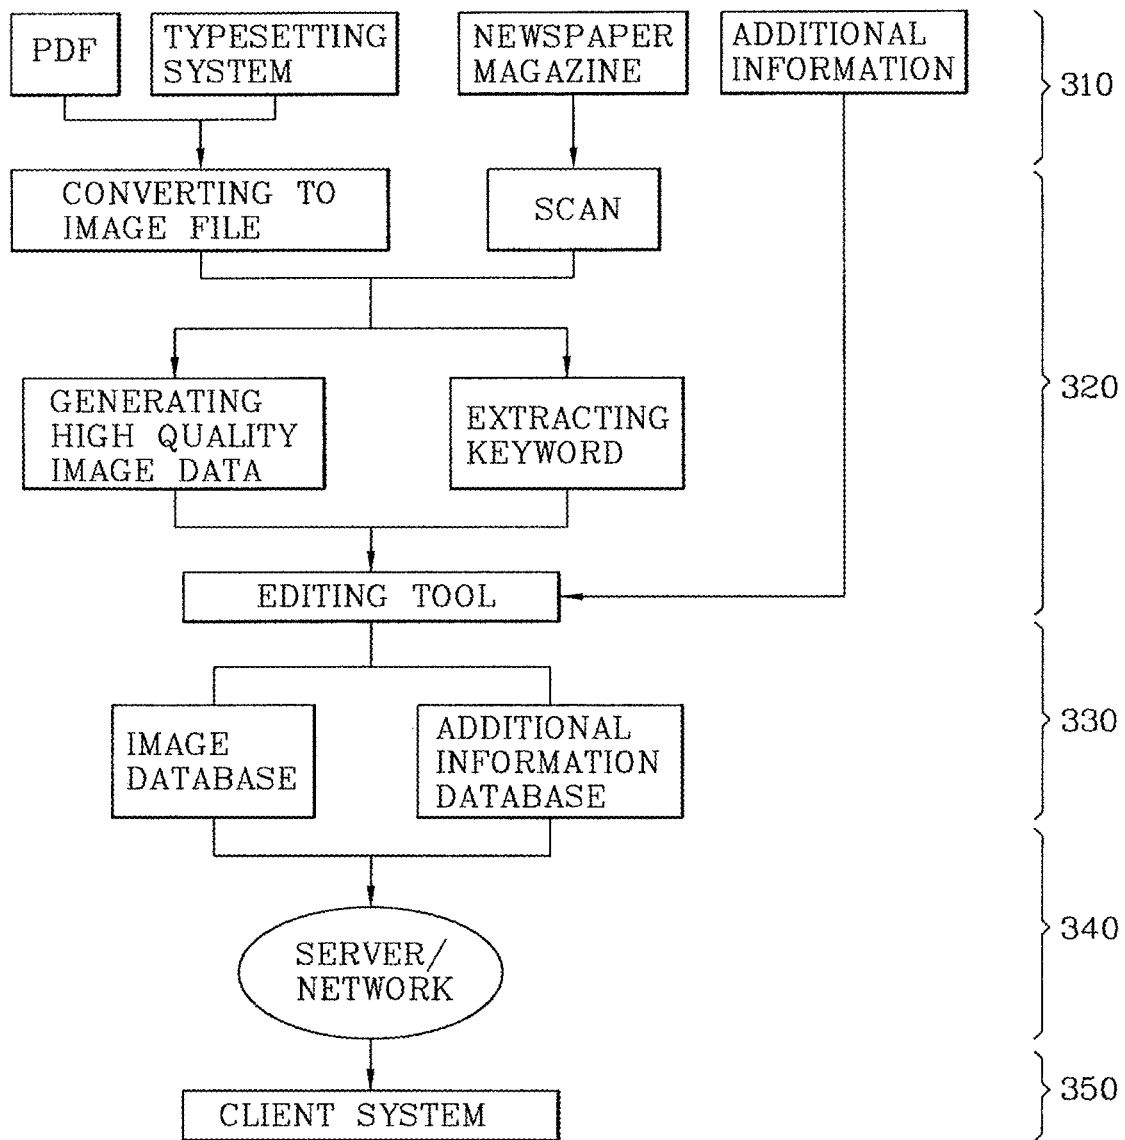 PDF
TYPESETTING
SYSTEM
NEWSPAPER
MAGAZINE
ADDITIONAL
INFORMATION
310
CONVERTING TO
IMAGE FILE
SCAN
320
GENERATING
HIGH QUALITY
IMAGE DATA
EXTRACTING
KEYWORD
EDITING TOOL
330
IMAGE
DATABASE
ADDITIONAL
INFORMATION
DATABASE
340
SERVER/
NETWORK
350
CLIENT SYSTEM